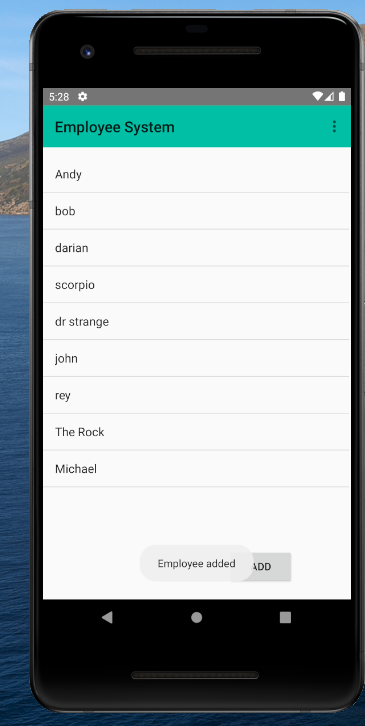 5:28
Employee System
Andy
bob
darian
scorpio
dr strange
john
rey
The Rock
Michael
Employee added
ADD